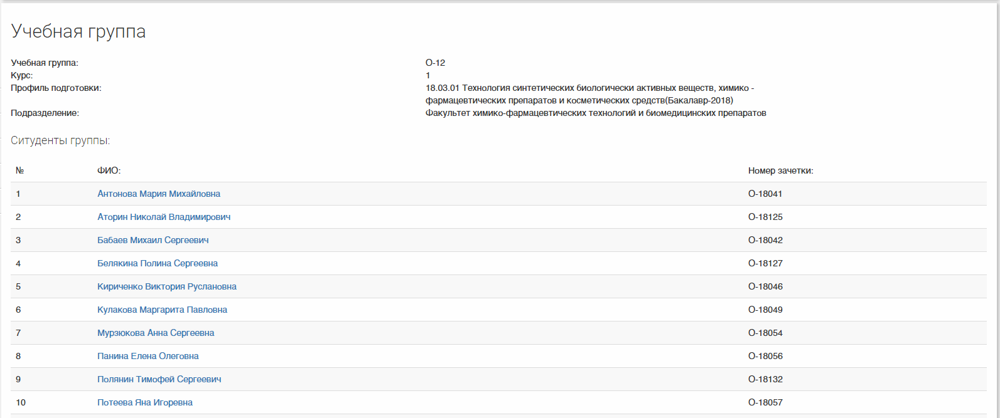 Учебная группа
Учебная группа: О-12
Курс: 1
Профиль подготовки: 18.03.01 Технология синтетических биологически активных веществ, химико -
фармацевтических препаратов и косметических средств(Бакалавр-2018)
Подразделение: Факультет химико-фармацевтических технологий и биомедицинских препаратов
Ситуденты группы:
№ ФИО: Номер зачетки:
1 Антонова Мария Михайловна О-18041
2 Аторин Николай Владимирович О-18125
3 Бабаев Михаил Сергеевич О-18042
4 Белякина Полина Сергеевна О-18127
5 Кириченко Виктория Руслановна О-18046
6 Кулакова Маргарита Павловна О-18049
7 Мурзюкова Анна Сергеевна О-18054
8 Панина Елена Олеговна О-18056
9 Полянин Тимофей Сергеевич О-18132
10 Потеева Яна Игоревна О-18057